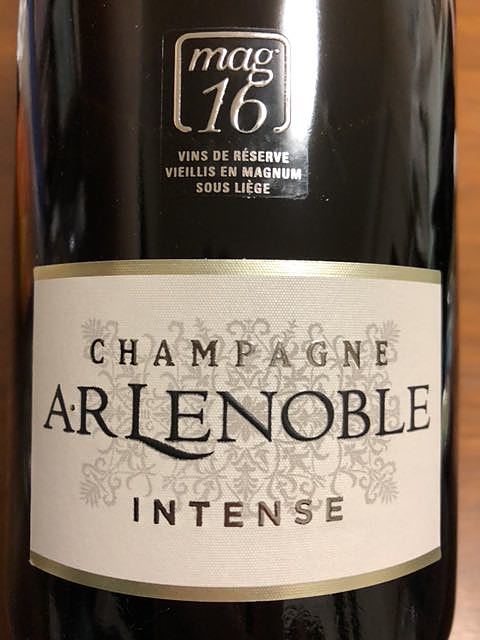 mag
16
VINS DE RÉSERVE
VIEILLIS EN MAGNUM
SOUS LIÈGE
CHAMPAGNE
A·R LENOBLE
INTENSE